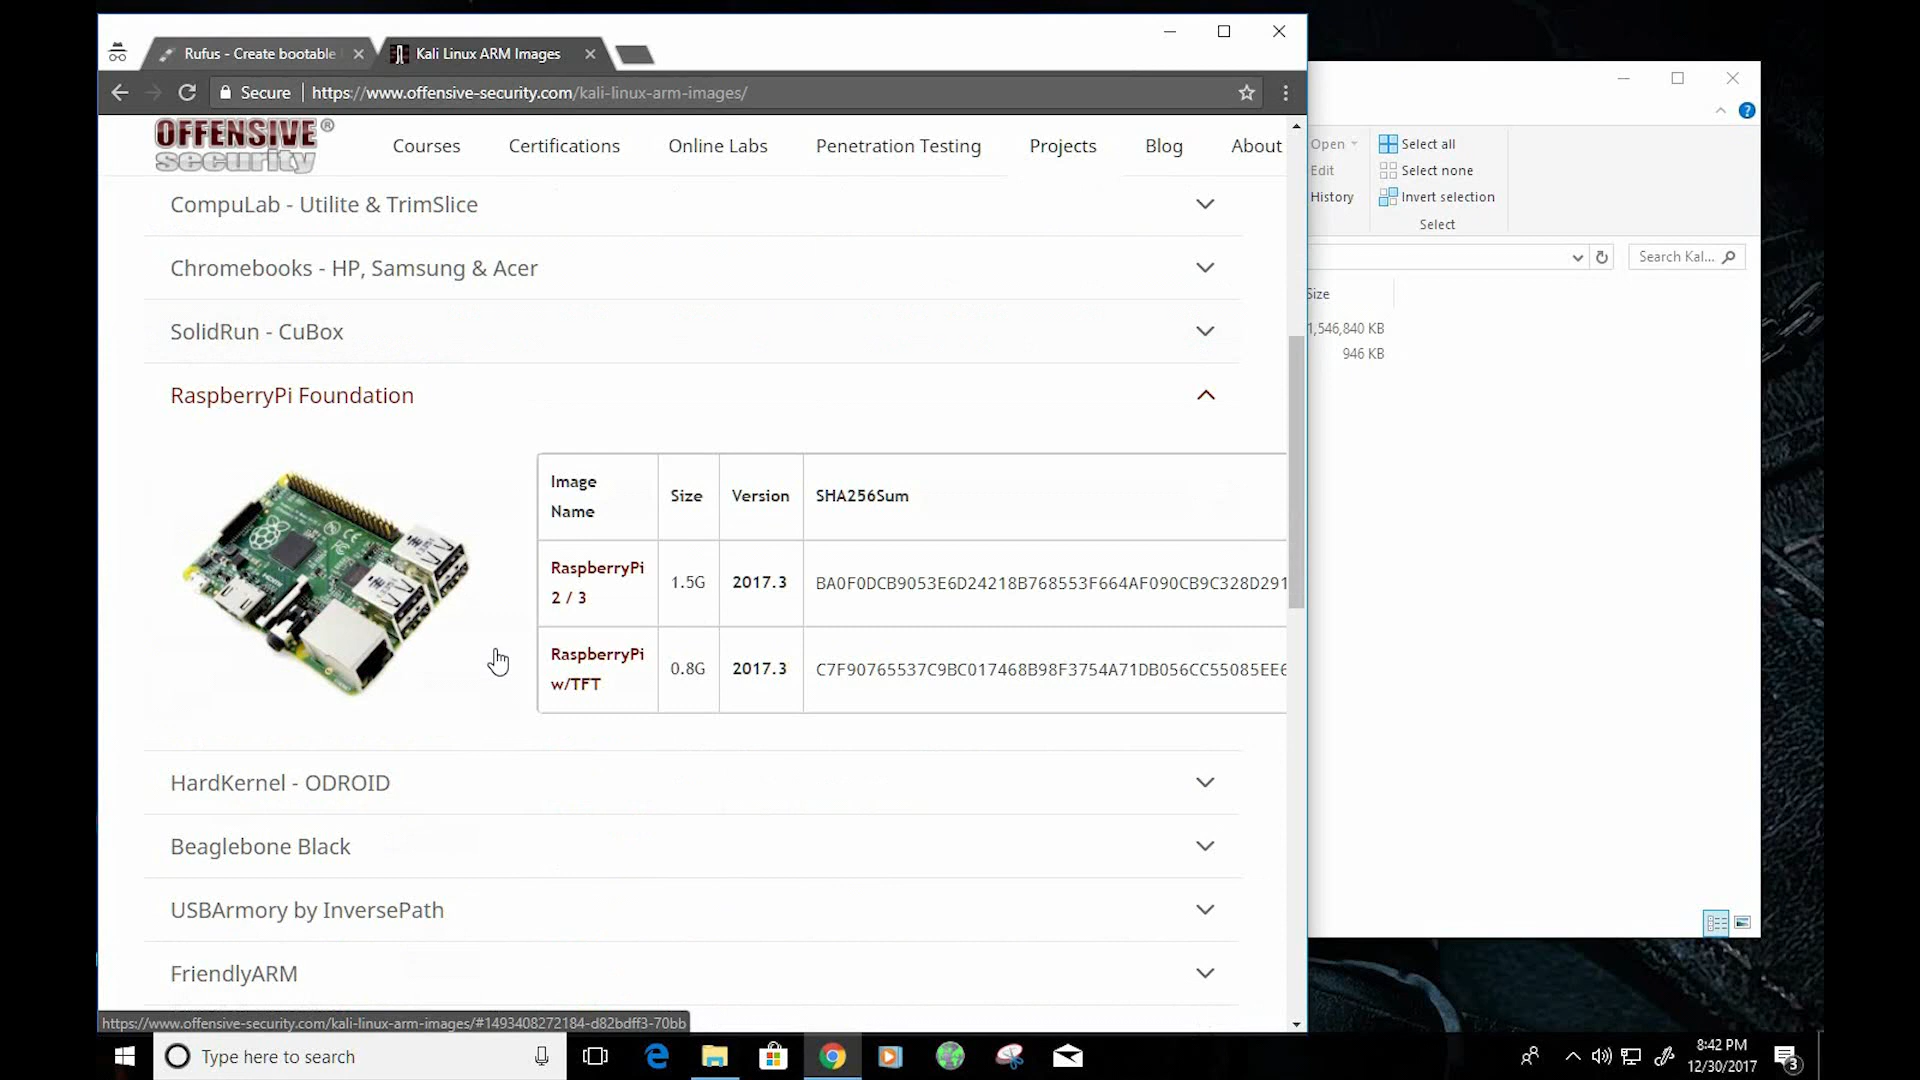 Rufus - Create bootable
Kali Linux ARM Images
Secure
https://www.offensive-security.com/kali-linux-arm-images/
OFFENSIVE®
security
Courses
Certifications
Online Labs
Penetration Testing
Projects
Blog
About
CompuLab - Utilite & TrimSlice
Chromebooks - HP, Samsung & Acer
SolidRun - CuBox
RaspberryPi Foundation
Image Name
Size
Version
SHA256Sum
RaspberryPi 2 / 3
1.5G
2017.3
BA0F0DCB9053E6D24218B768553F664AF090CB9C328D291
RaspberryPi w/TFT
0.8G
2017.3
C7F90765537C9BC017468B98F3754A71DB056CC55085EE6
HardKernel - ODROID
Beaglebone Black
USBArmory by InversePath
FriendlyARM
https://www.offensive-security.com/kali-linux-arm-images/#1493408272184-d82bdff3-70bb
Open
Edit
History
Select all
Select none
Invert selection
Select
Search Kal...
Size
1,546,840 KB
946 KB
Type here to search
8:42 PM
12/30/2017
3